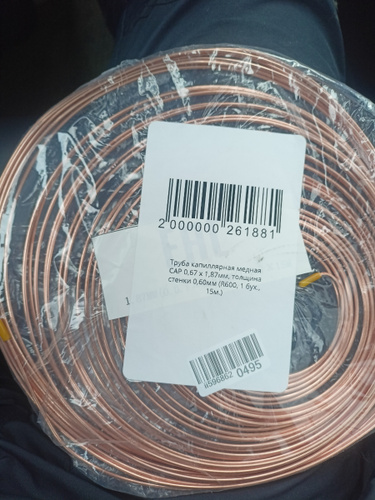 2 000000 261881
Труба капиллярная медная
CAP 0,67 x 1,87мм, толщина
стенки 0,60мм (R600, 1 бух.,
15м.)
0495